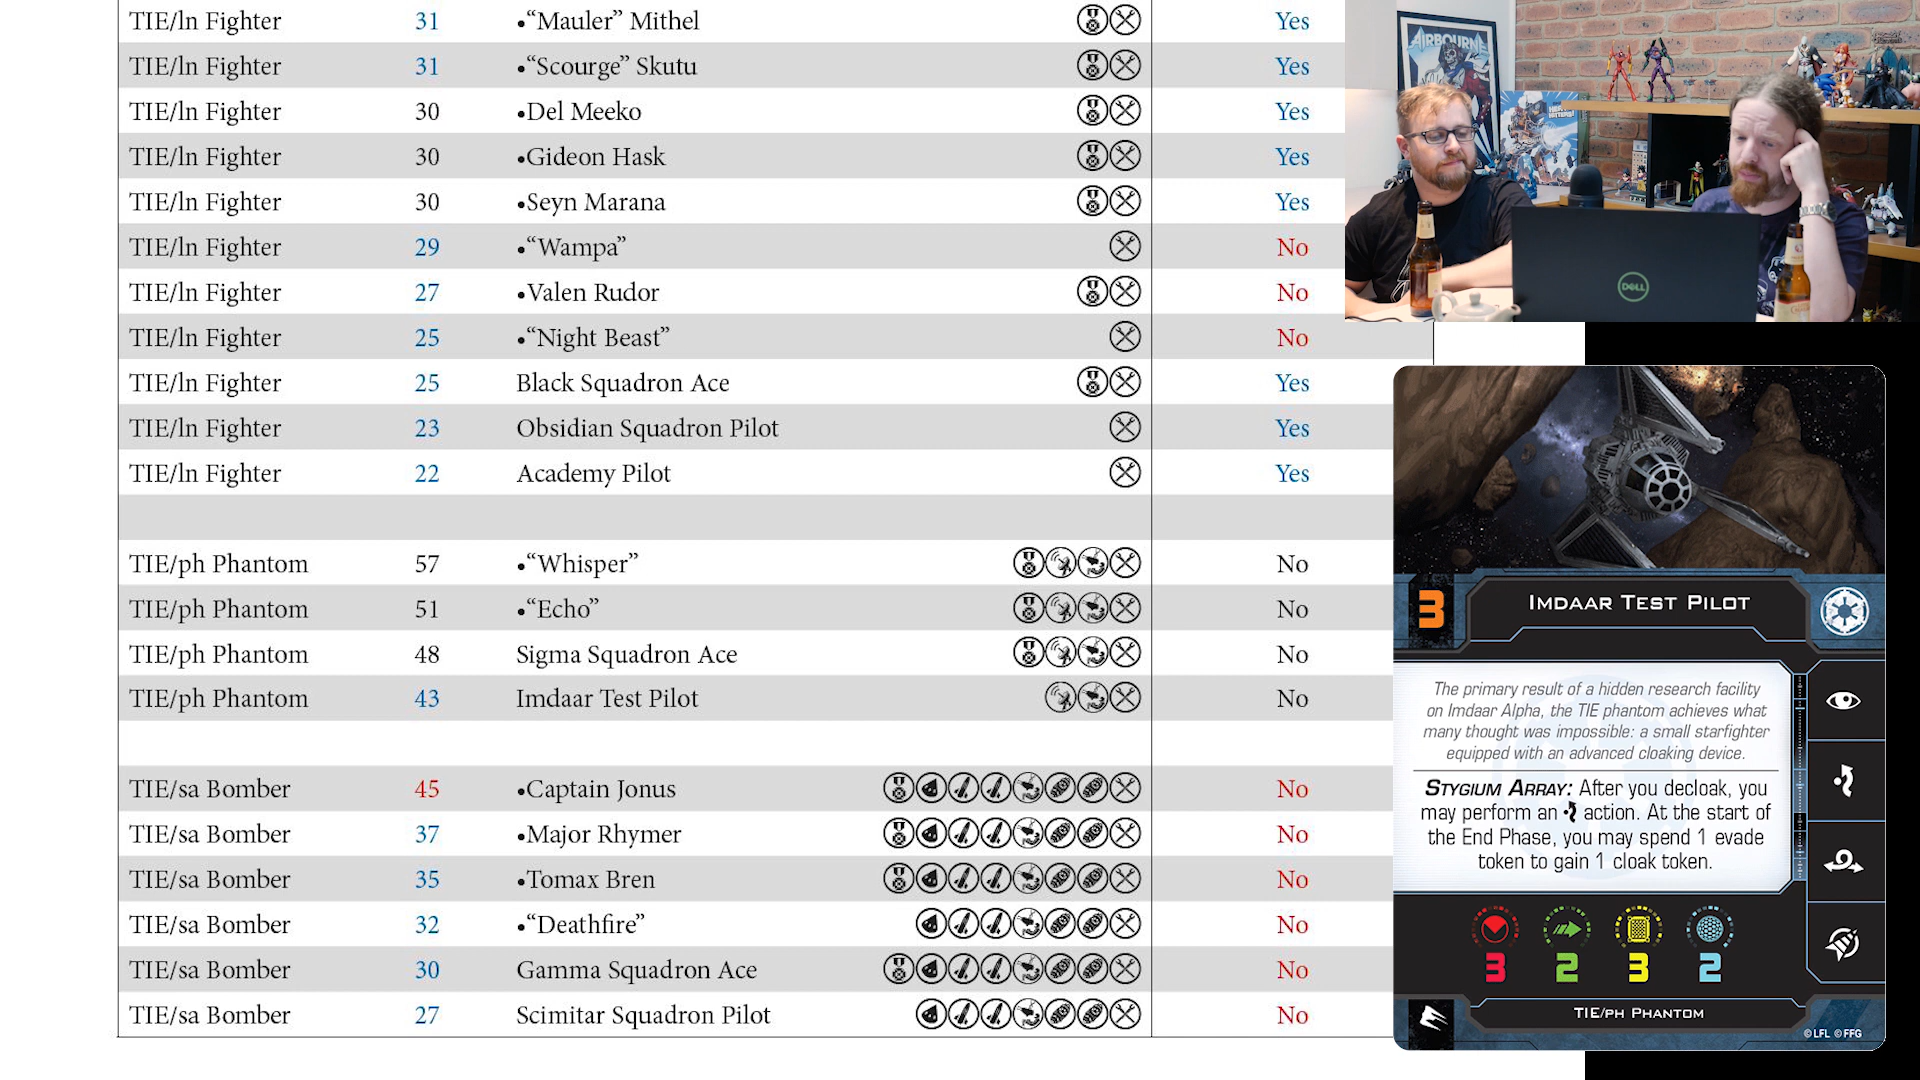 TIE/ln Fighter 31 •“Mauler” Mithel Yes
TIE/ln Fighter 31 •“Scourge” Skutu Yes
TIE/ln Fighter 30 •Del Meeko Yes
TIE/ln Fighter 30 •Gideon Hask Yes
TIE/ln Fighter 30 •Seyn Marana Yes
TIE/ln Fighter 29 •“Wampa” No
TIE/ln Fighter 27 •Valen Rudor No
TIE/ln Fighter 25 •“Night Beast” No
TIE/ln Fighter 25 Black Squadron Ace Yes
TIE/ln Fighter 23 Obsidian Squadron Pilot Yes
TIE/ln Fighter 22 Academy Pilot Yes
TIE/ph Phantom 57 •“Whisper” No
TIE/ph Phantom 51 •“Echo” No
TIE/ph Phantom 48 Sigma Squadron Ace No
TIE/ph Phantom 43 Imdaar Test Pilot No
TIE/sa Bomber 45 •Captain Jonus No
TIE/sa Bomber 37 •Major Rhymer No
TIE/sa Bomber 35 •Tomax Bren No
TIE/sa Bomber 32 •“Deathfire” No
TIE/sa Bomber 30 Gamma Squadron Ace No
TIE/sa Bomber 27 Scimitar Squadron Pilot No
AIRBOURNE
DELL
3 Imdaar Test Pilot
The primary result of a hidden research facility
on Imdaar Alpha, the TIE phantom achieves what
many thought was impossible: a small starfighter
equipped with an advanced cloaking device.
Stygium Array: After you decloak, you
may perform an action. At the start of
the End Phase, you may spend 1 evade
token to gain 1 cloak token.
3 2 3 2
TIE/ph Phantom
©LFL ©FFG